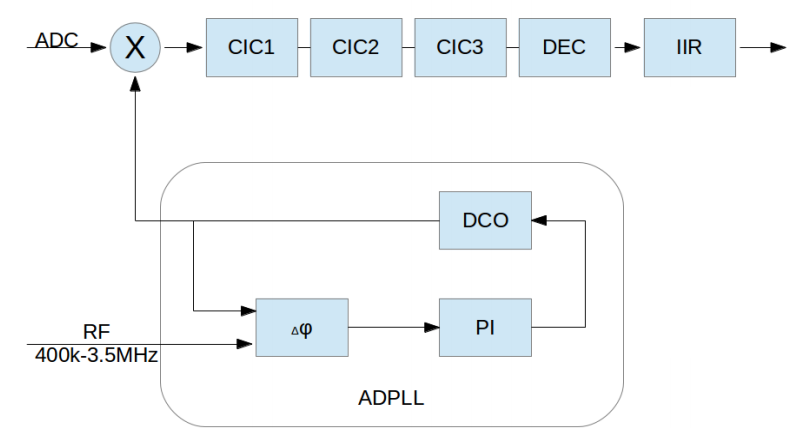 ADC
X
CIC1
CIC2
CIC3
DEC
IIR
DCO
RF
400k-3.5MHz
Δφ
PI
ADPLL